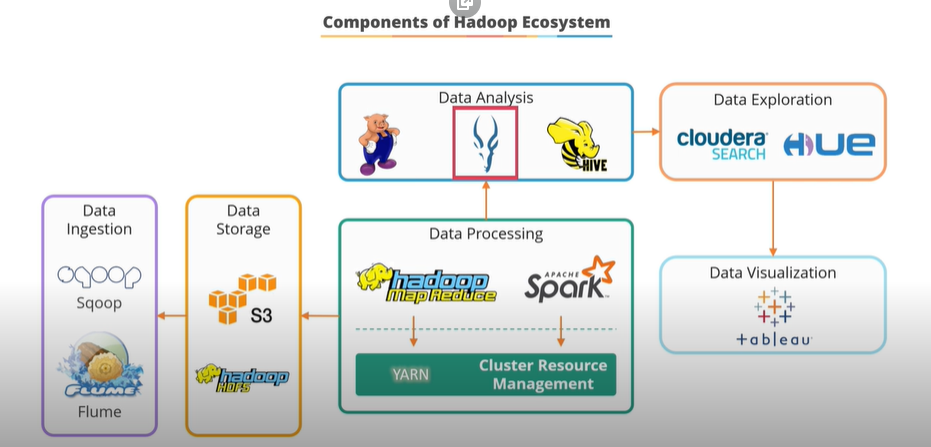 Components of Hadoop Ecosystem
Data Analysis
HIVE
Data Exploration
cloudera
SEARCH
HUE
Data
Ingestion
sqoop
Sqoop
FLUME
Flume
Data
Storage
S3
hadoop
HDFS
Data Processing
hadoop
Map Reduce
APACHE
Spark
YARN
Cluster Resource
Management
Data Visualization
+ableau